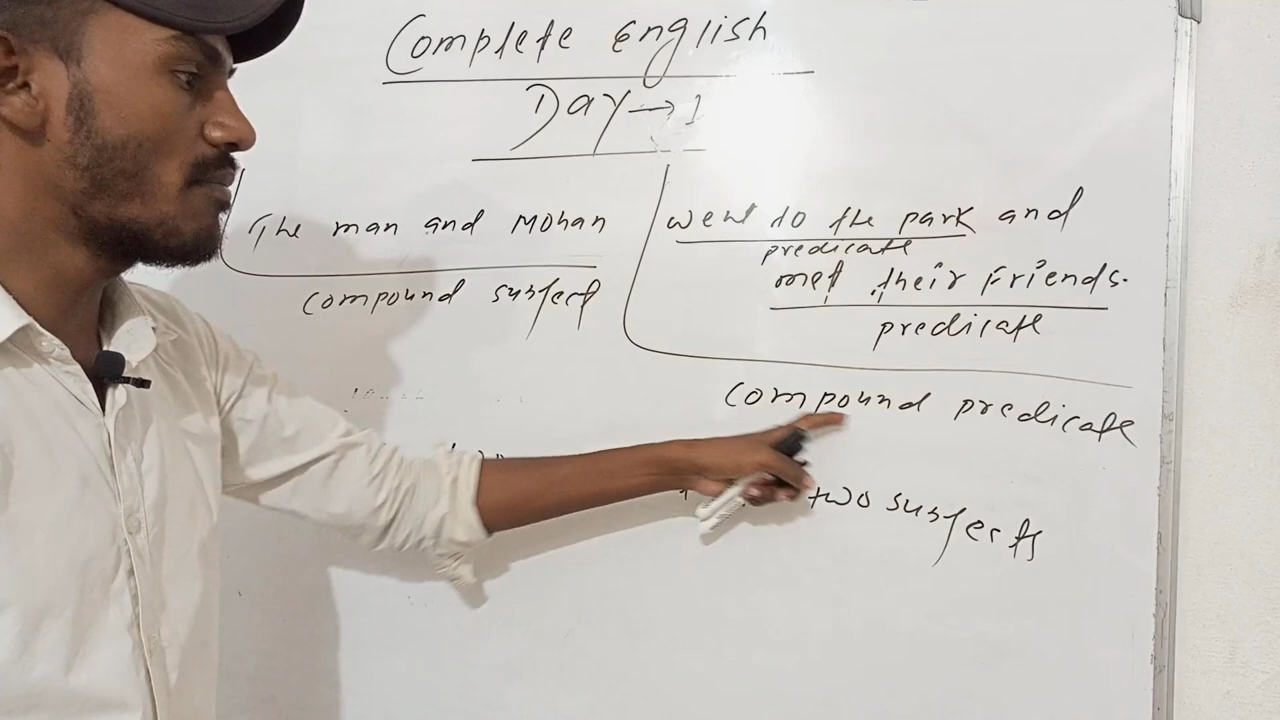 Complete English
Day → 1
The man and Mohan
compound subject
went to the park and
predicate
met their Friends.
predicate
compound predicate
two subjects